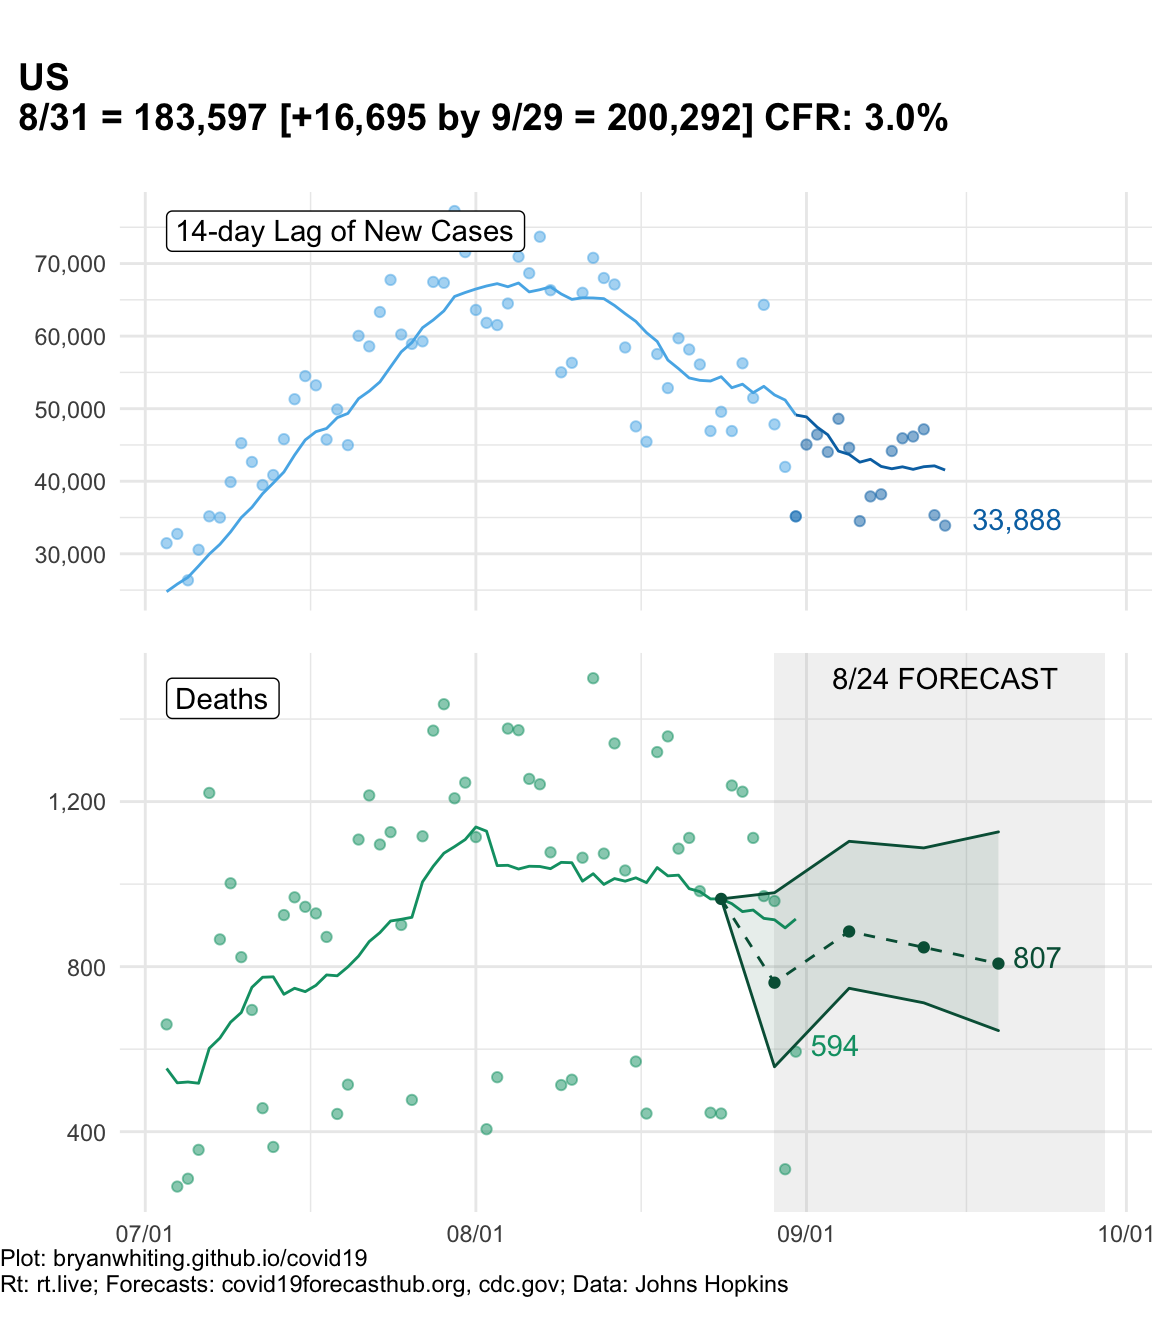 US
8/31 = 183,597 [+16,695 by 9/29 = 200,292] CFR: 3.0%
14-day Lag of New Cases
70,000
60,000
50,000
40,000
30,000
33,888
Deaths
8/24 FORECAST
1,200
800
400
807
594
07/01 08/01 09/01 10/01
Plot: bryanwhiting.github.io/covid19
Rt: rt.live; Forecasts: covid19forecasthub.org, cdc.gov; Data: Johns Hopkins